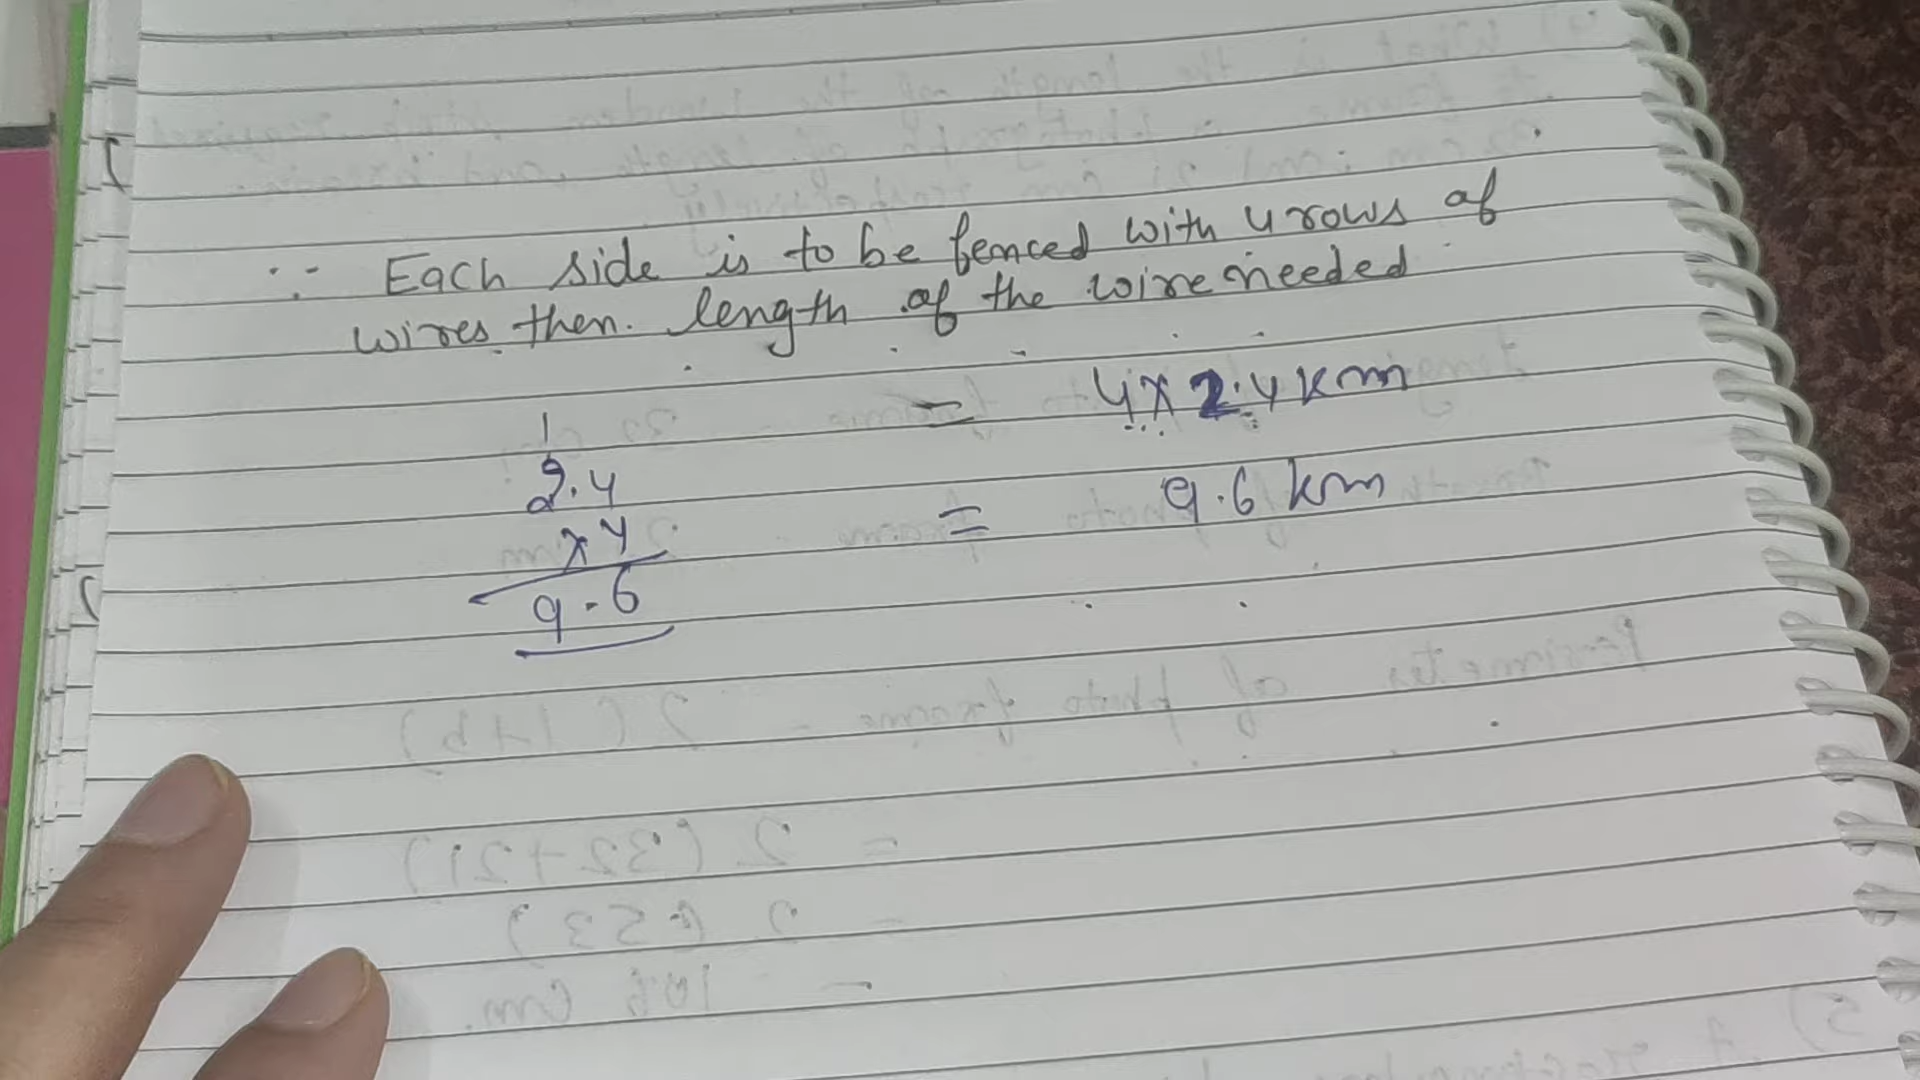 ∵ Each side is to be fenced with 4 rows of
wires then. length of the wire needed
= 4 x 2.4 km
1
2.4
x 4
9.6
= 9.6 km